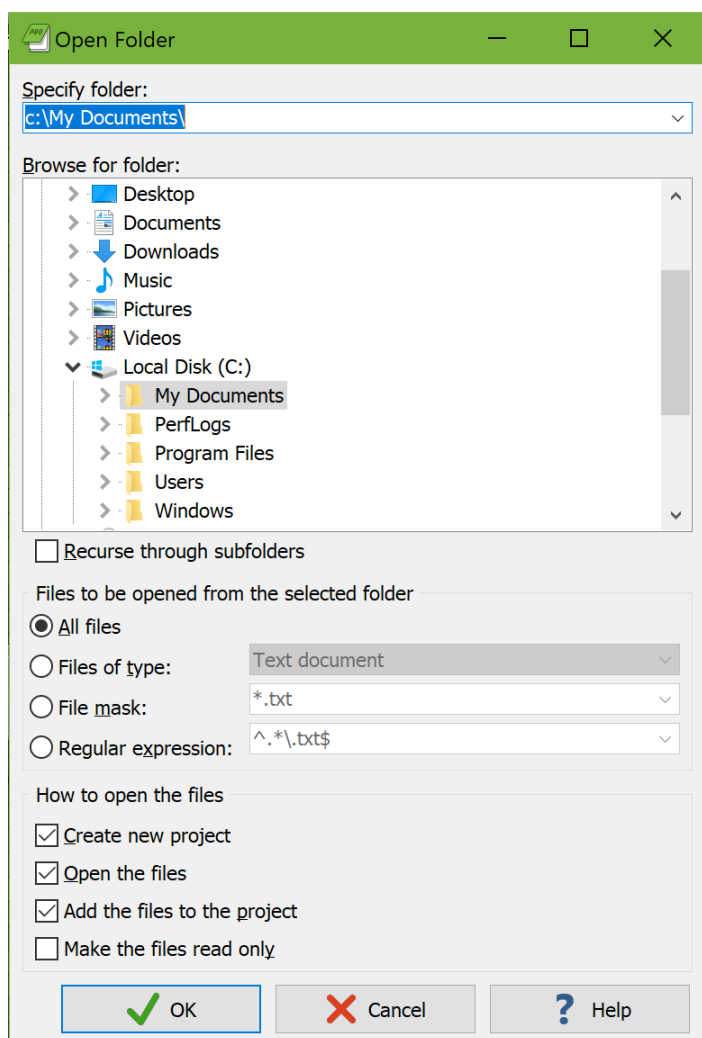 PRO
Open Folder
Specify folder:
c:\My Documents\
Browse for folder:
Desktop
Documents
Downloads
Music
Pictures
Videos
Local Disk (C:)
My Documents
PerfLogs
Program Files
Users
Windows
Recurse through subfolders
Files to be opened from the selected folder
All files
Files of type: Text document
File mask: *.txt
Regular expression: ^.*\.txt$
How to open the files
Create new project
Open the files
Add the files to the project
Make the files read only
OK Cancel ? Help